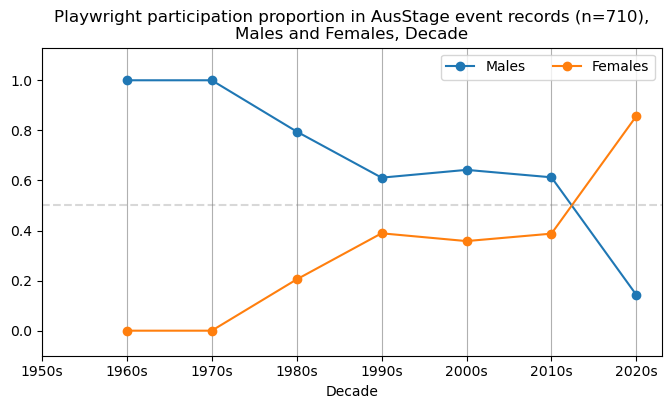 Playwright participation proportion in AusStage event records (n=710),
Males and Females, Decade
Males Females
1.0
0.8
0.6
0.4
0.2
0.0
1950s 1960s 1970s 1980s 1990s 2000s 2010s 2020s
Decade